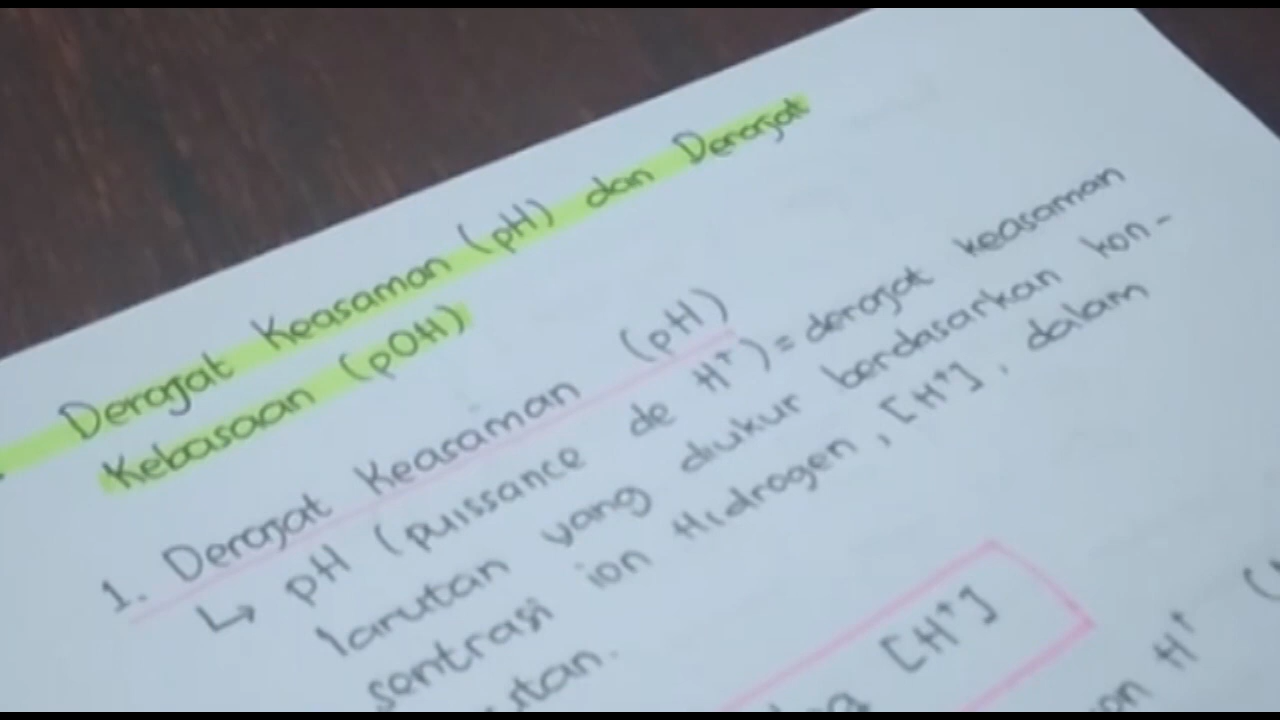 Derajat Keasaman (pH) dan Derajat
Kebasaan (pOH)
1. Derajat Keasaman (pH)
↳ pH (puissance de H⁺) = derajat keasaman
larutan yang diukur berdasarkan kon-
sentrasi ion Hidrogen, [H⁺], dalam
[H⁺]
H⁺ (